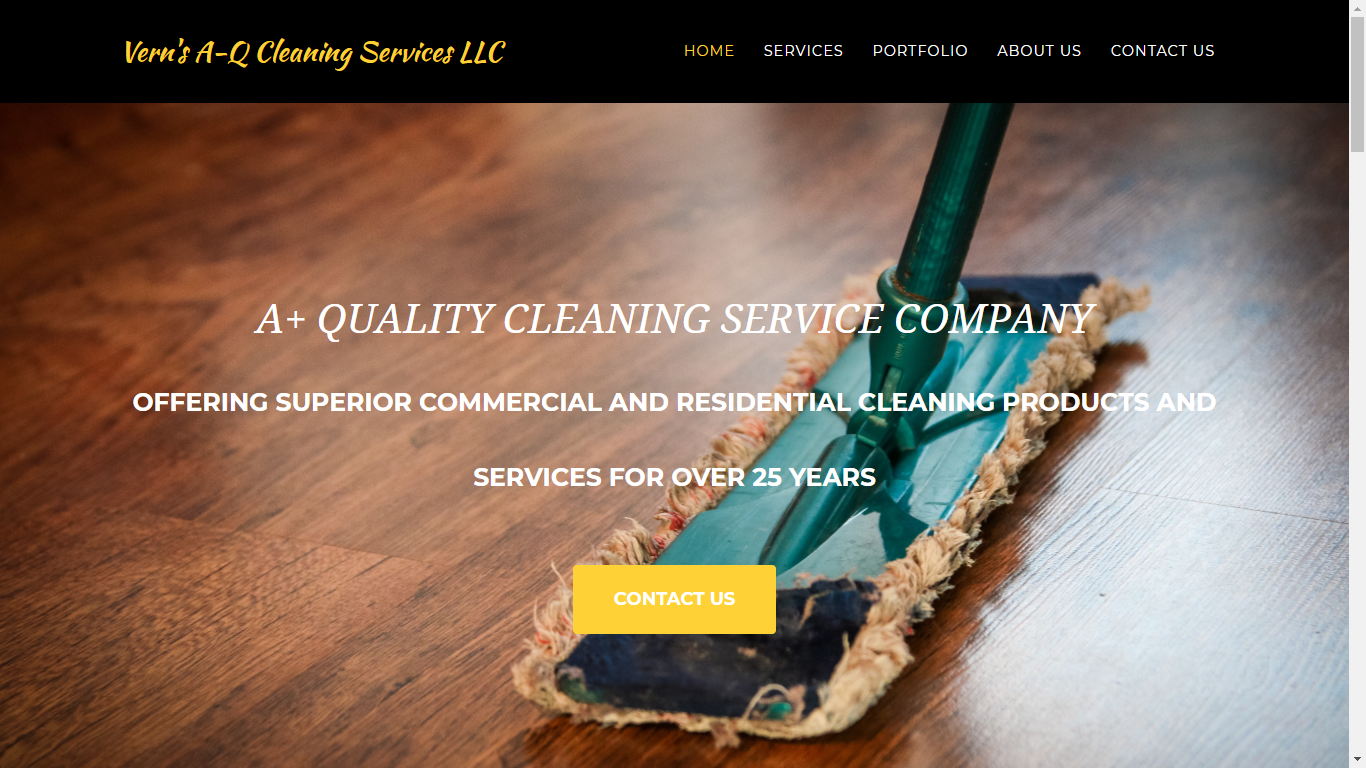 Vern's A-Q Cleaning Services LLC
HOME
SERVICES
PORTFOLIO
ABOUT US
CONTACT US
A+ QUALITY CLEANING SERVICE COMPANY
OFFERING SUPERIOR COMMERCIAL AND RESIDENTIAL CLEANING PRODUCTS AND
SERVICES FOR OVER 25 YEARS
CONTACT US